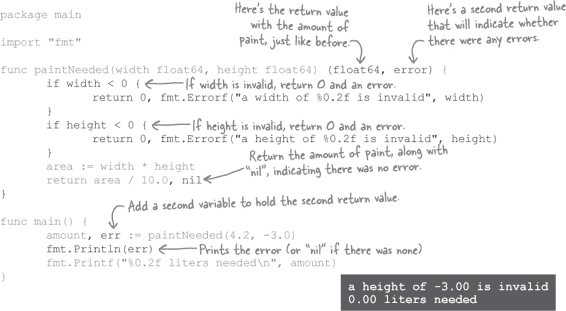 package main
Here's the return value
with the amount of
paint, just like before.
Here's a second return value
that will indicate whether
there were any errors.
import "fmt"
func paintNeeded(width float64, height float64) (float64, error) {
if width < 0 { If width is invalid, return 0 and an error.
return 0, fmt.Errorf("a width of %0.2f is invalid", width)
}
if height < 0 { If height is invalid, return 0 and an error.
return 0, fmt.Errorf("a height of %0.2f is invalid", height)
}
area := width * height
return area / 10.0, nil
Return the amount of paint, along with
"nil", indicating there was no error.
}
Add a second variable to hold the second return value.
func main() {
amount, err := paintNeeded(4.2, -3.0)
fmt.Println(err) Prints the error (or "nil" if there was none)
fmt.Printf("%0.2f liters needed\n", amount)
}
a height of -3.00 is invalid
0.00 liters needed